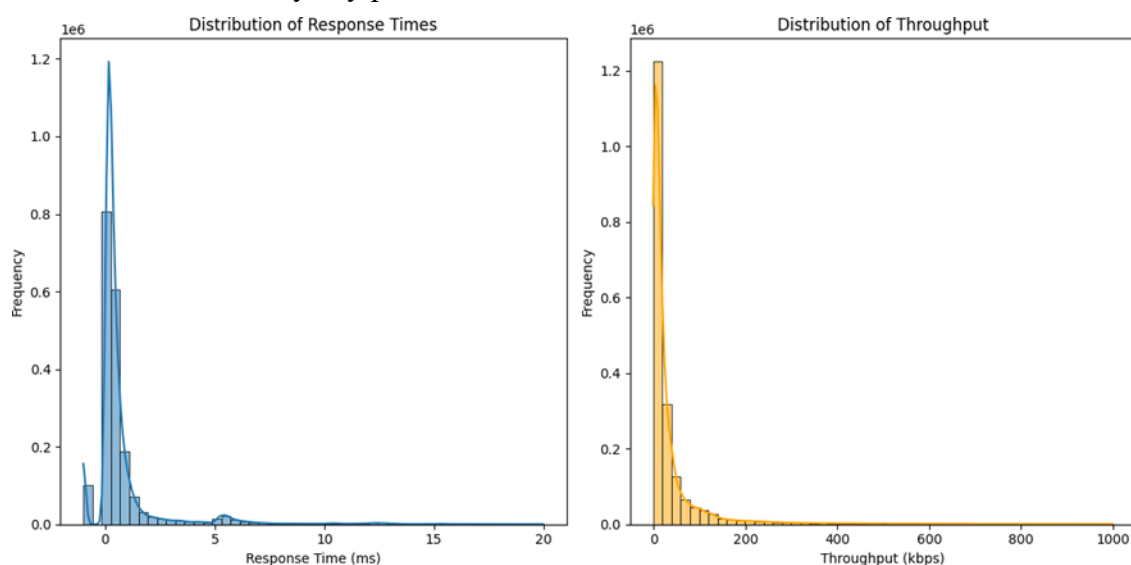 Distribution of Response Times
1e6
1.2
1.0
0.8
0.6
0.4
0.2
0.0
Frequency
0 5 10 15 20
Response Time (ms)
Distribution of Throughput
1e6
1.2
1.0
0.8
0.6
0.4
0.2
0.0
Frequency
0 200 400 600 800 1000
Throughput (kbps)